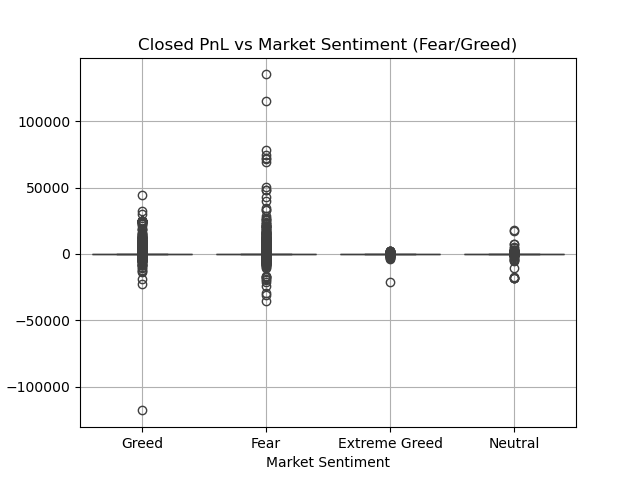 Closed PnL vs Market Sentiment (Fear/Greed)
100000
50000
0
−50000
−100000
Greed Fear Extreme Greed Neutral
Market Sentiment